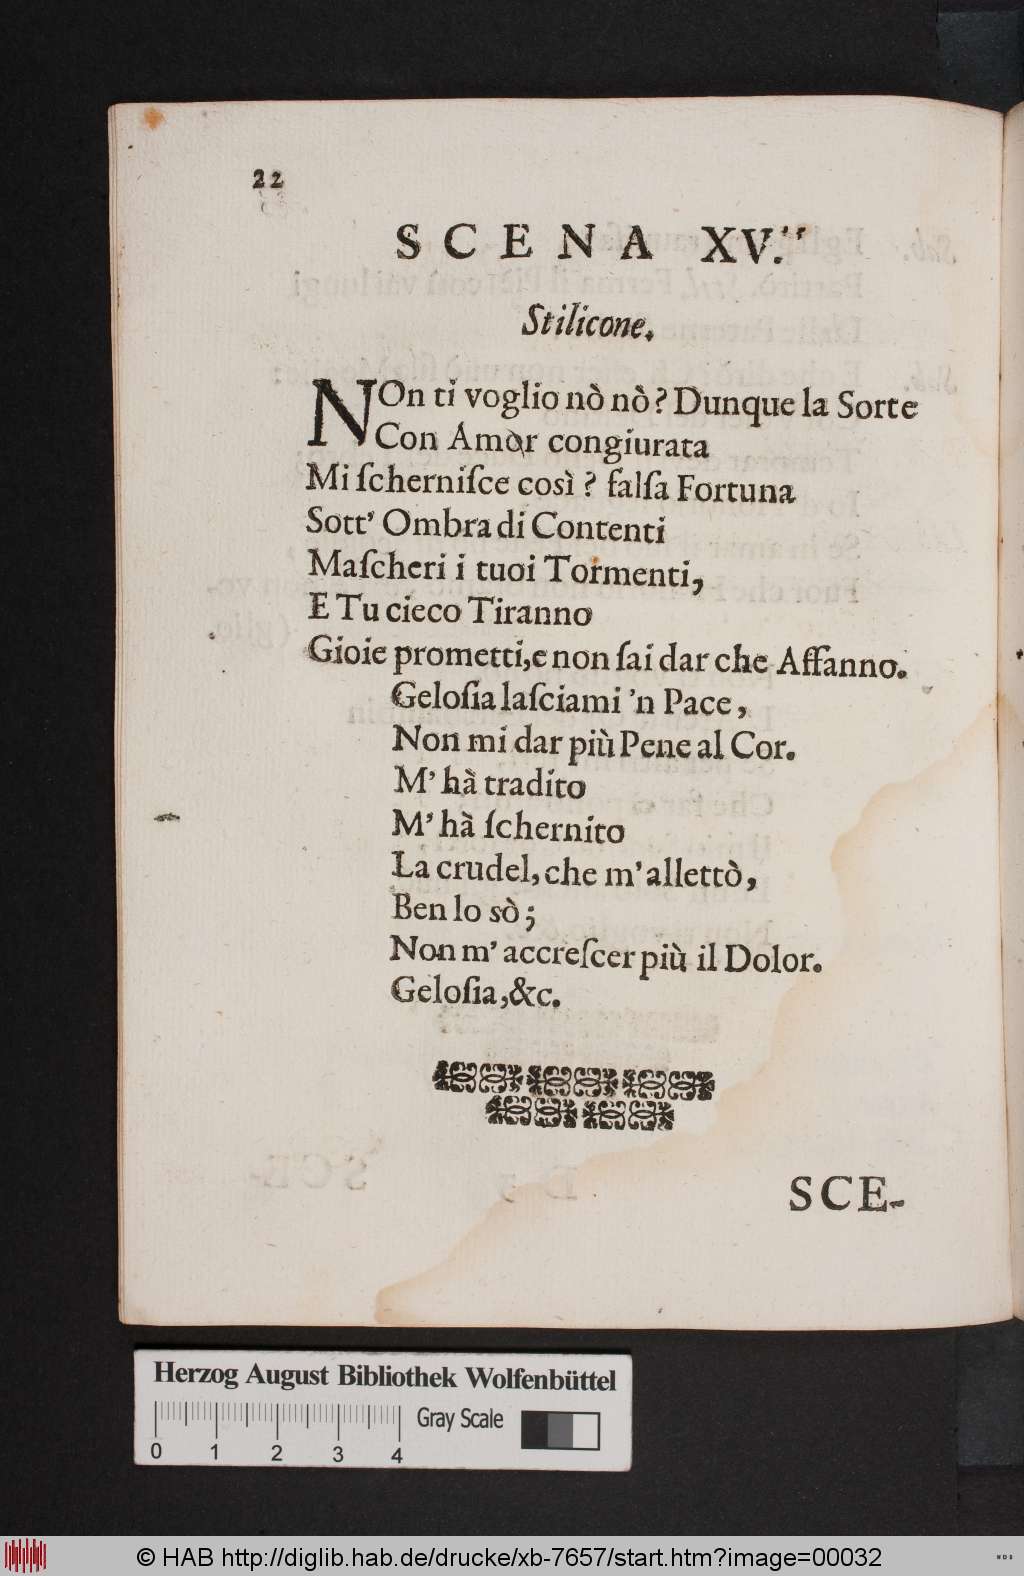 22
SCENA XV.
Stilicone.
NOn ti voglio nò nò? Dunque la Sorte
Con Amor congiurata
Mi ſcherniſce così? falſa Fortuna
Sott' Ombra di Contenti
Maſcheri i tuoi Tormenti,
E Tu cieco Tiranno
Gioie prometti, e non ſai dar che Affanno.
Geloſia laſciami 'n Pace,
Non mi dar più Pene al Cor.
M' hà tradito
M' hà ſchernito
La crudel, che m' allettò,
Ben lo sò;
Non m' accreſcer più il Dolor.
Geloſia, &c.
SCE-
Herzog August Bibliothek Wolfenbüttel
Gray Scale
0 1 2 3 4
© HAB http://diglib.hab.de/drucke/xb-7657/start.htm?image=00032